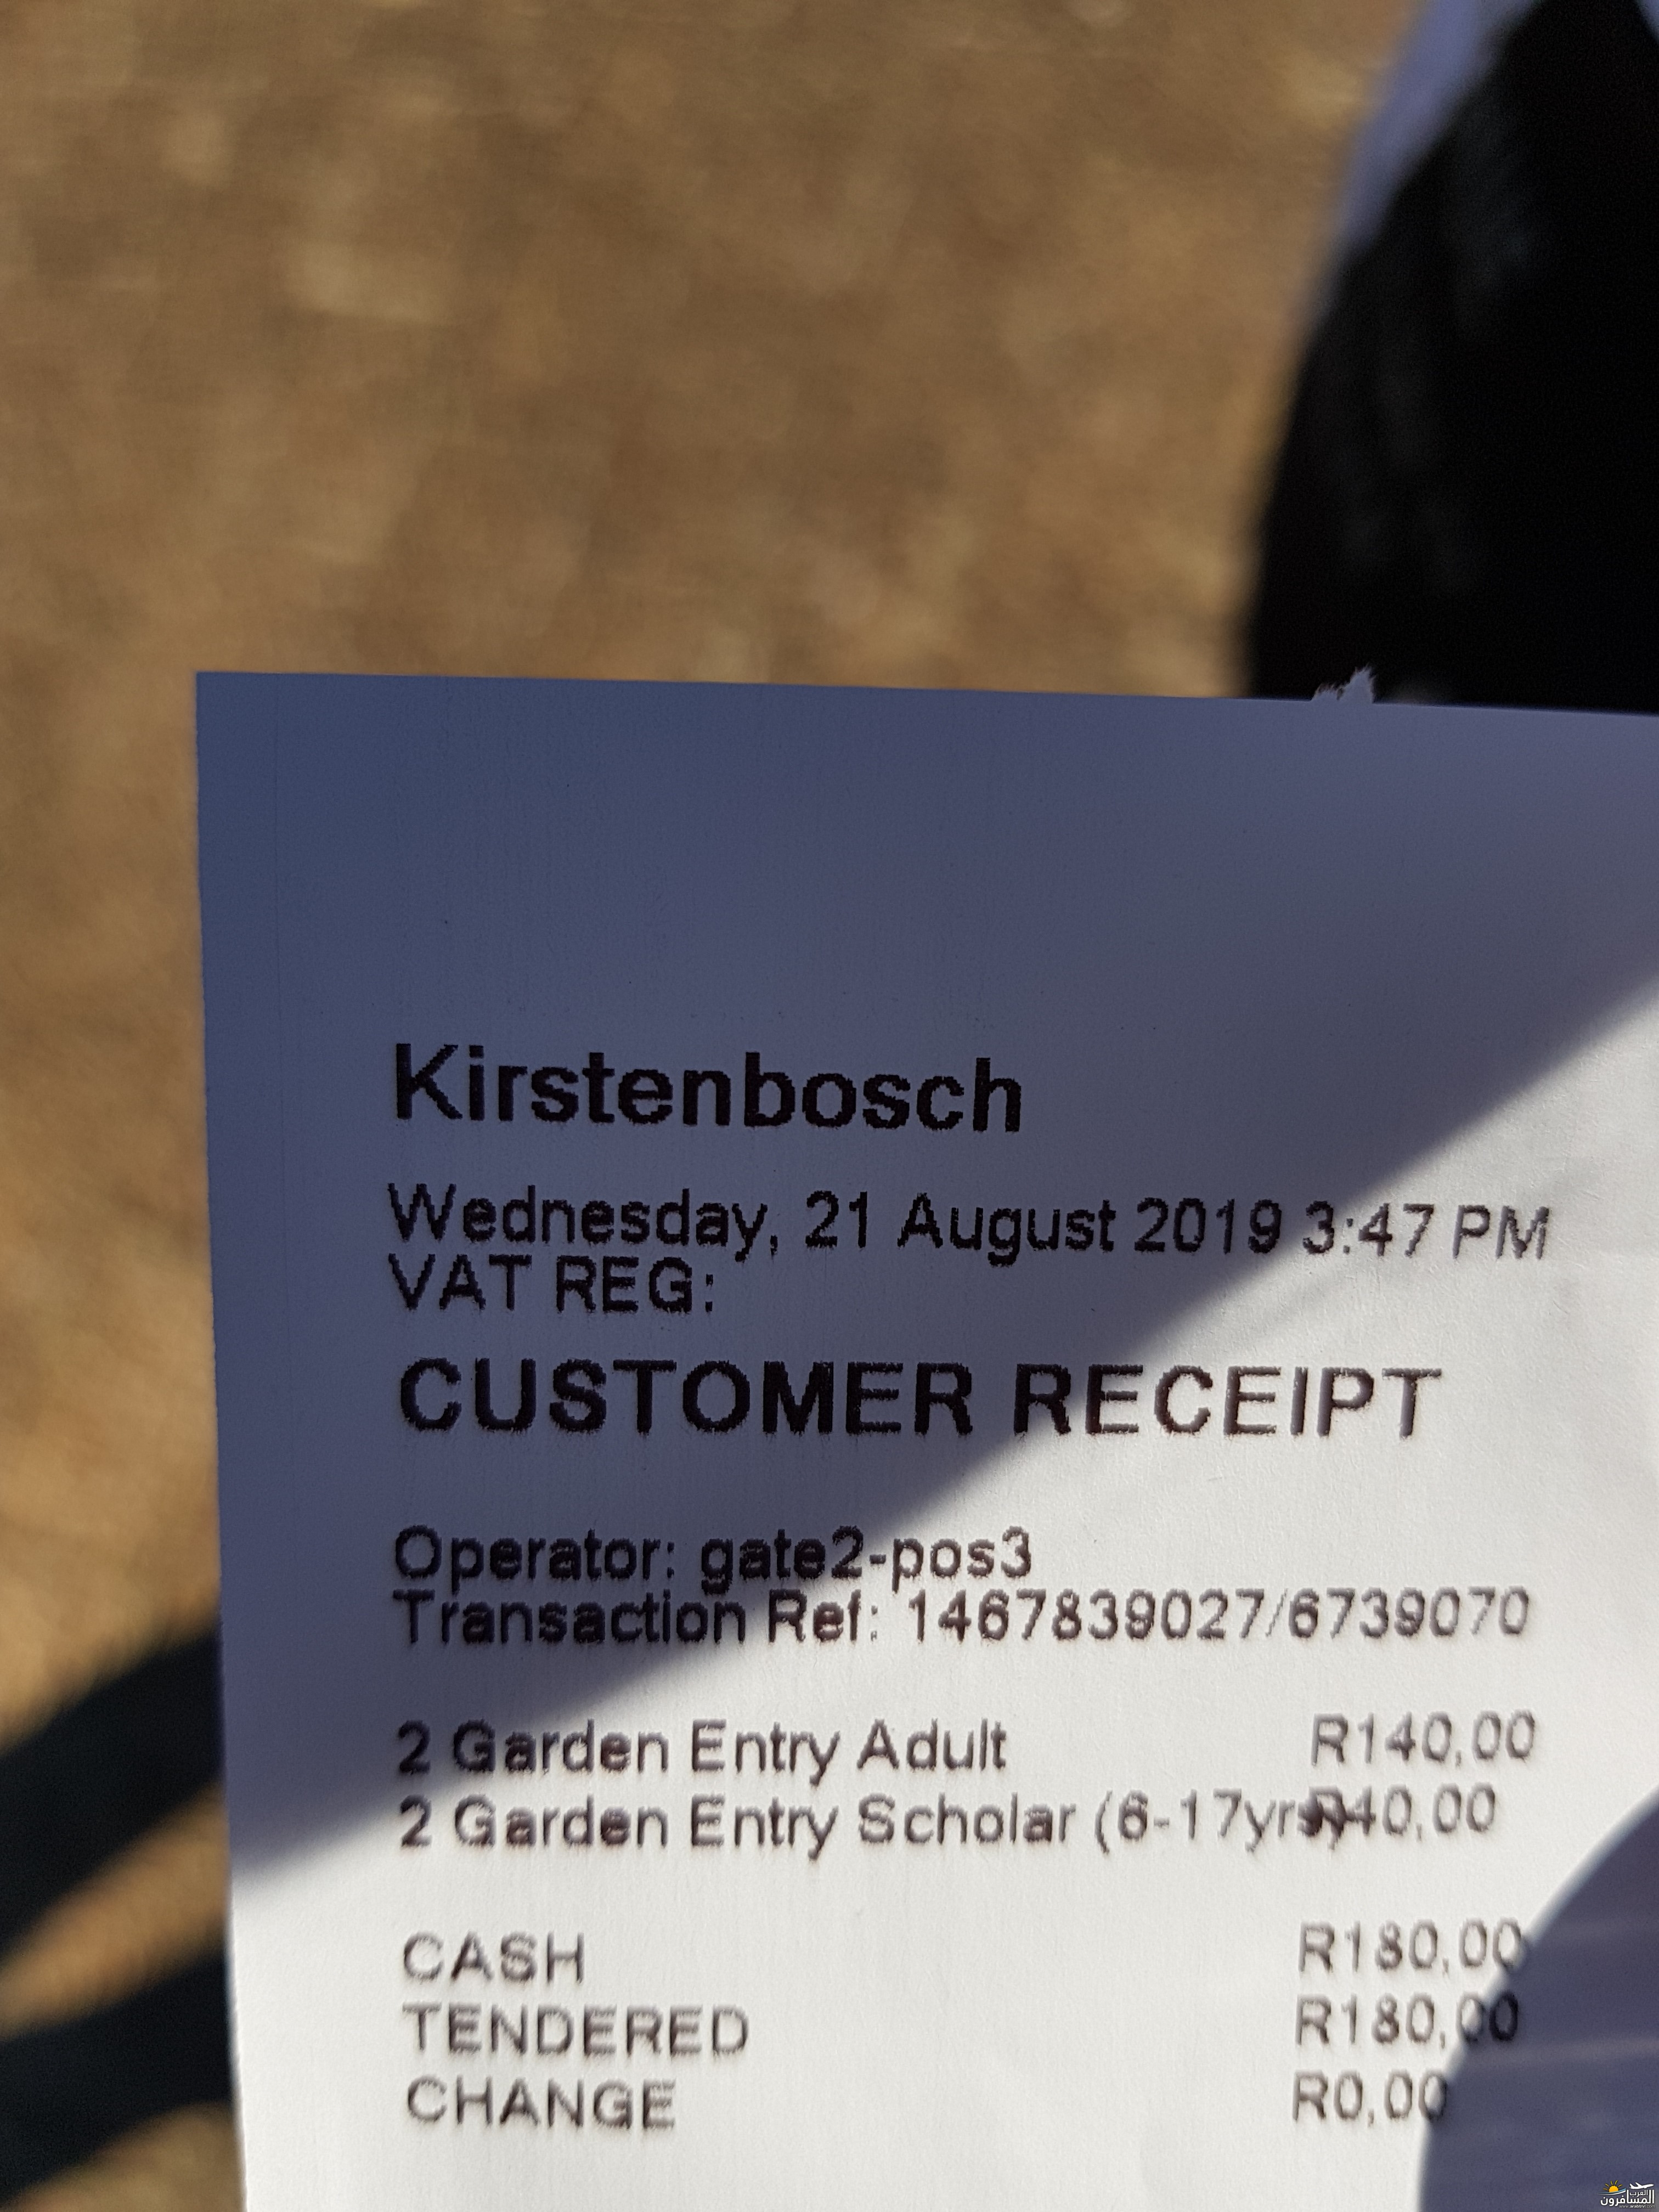 Kirstenbosch
Wednesday, 21 August 2019 3:47 PM
VAT REG:
CUSTOMER RECEIPT
Operator: gate2-pos3
Transaction Ref: 1467839027/6739070
2 Garden Entry Adult R140,00
2 Garden Entry Scholar (6-17yrs) R40,00
CASH R180,00
TENDERED R180,00
CHANGE R0,00
العرب
المسافرون